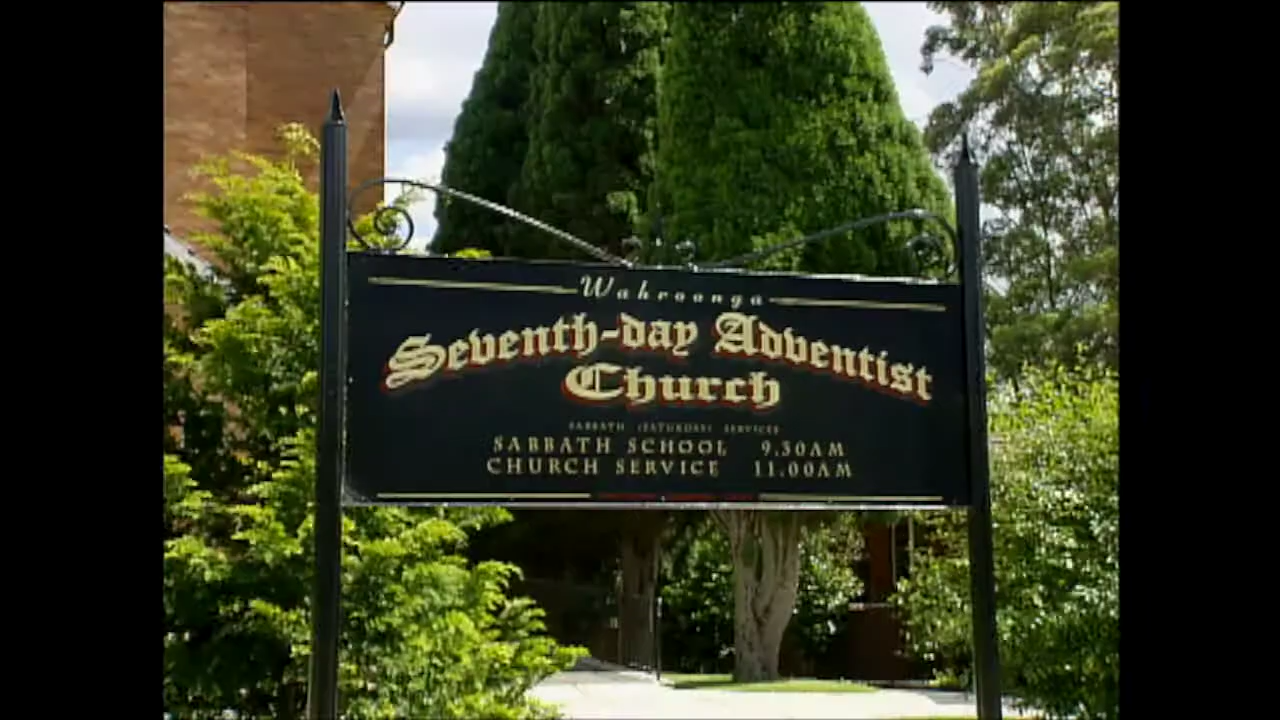 Wahroonga
Seventh-day Adventist
Church
SABBATH (SATURDAY) SERVICES
SABBATH SCHOOL 9.30AM
CHURCH SERVICE 11.00AM